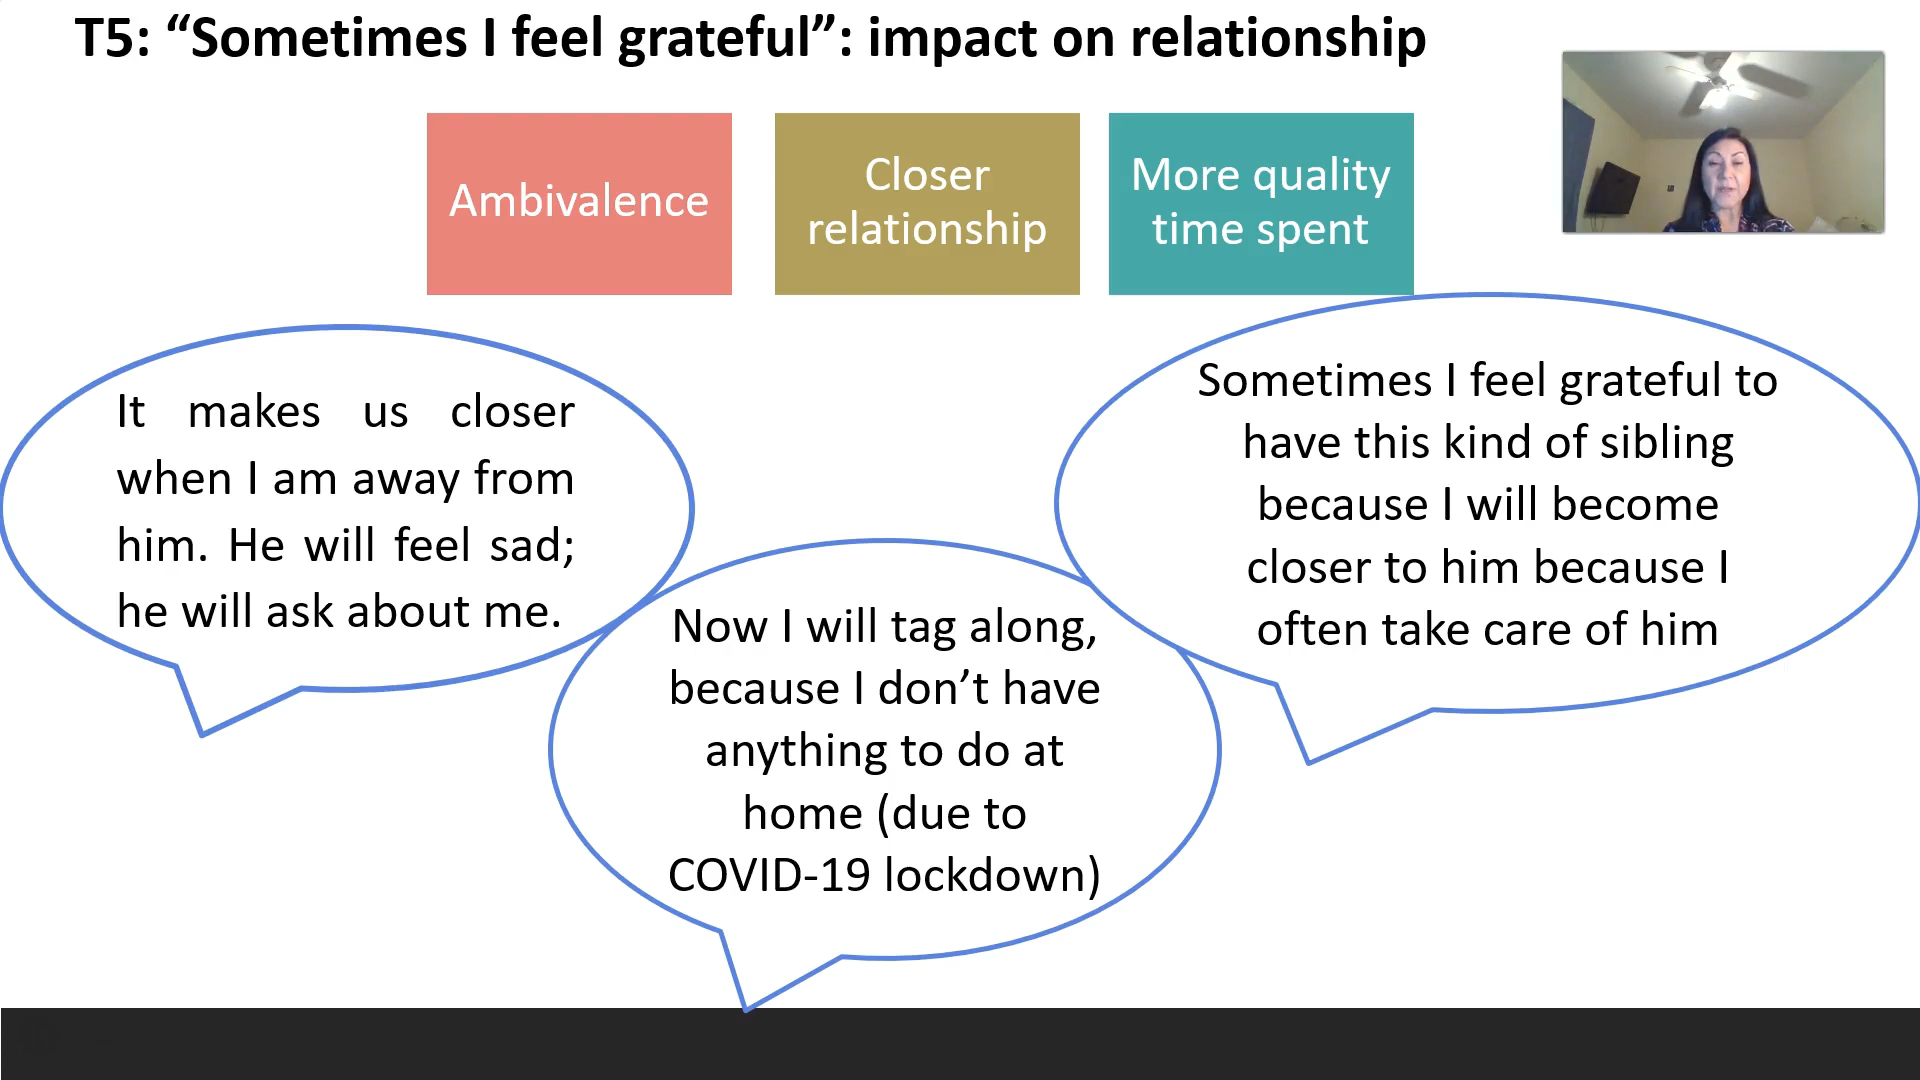 T5: “Sometimes I feel grateful”: impact on relationship
Ambivalence
Closer
relationship
More quality
time spent
It makes us closer
when I am away from
him. He will feel sad;
he will ask about me.
Now I will tag along,
because I don’t have
anything to do at
home (due to
COVID-19 lockdown)
Sometimes I feel grateful to
have this kind of sibling
because I will become
closer to him because I
often take care of him